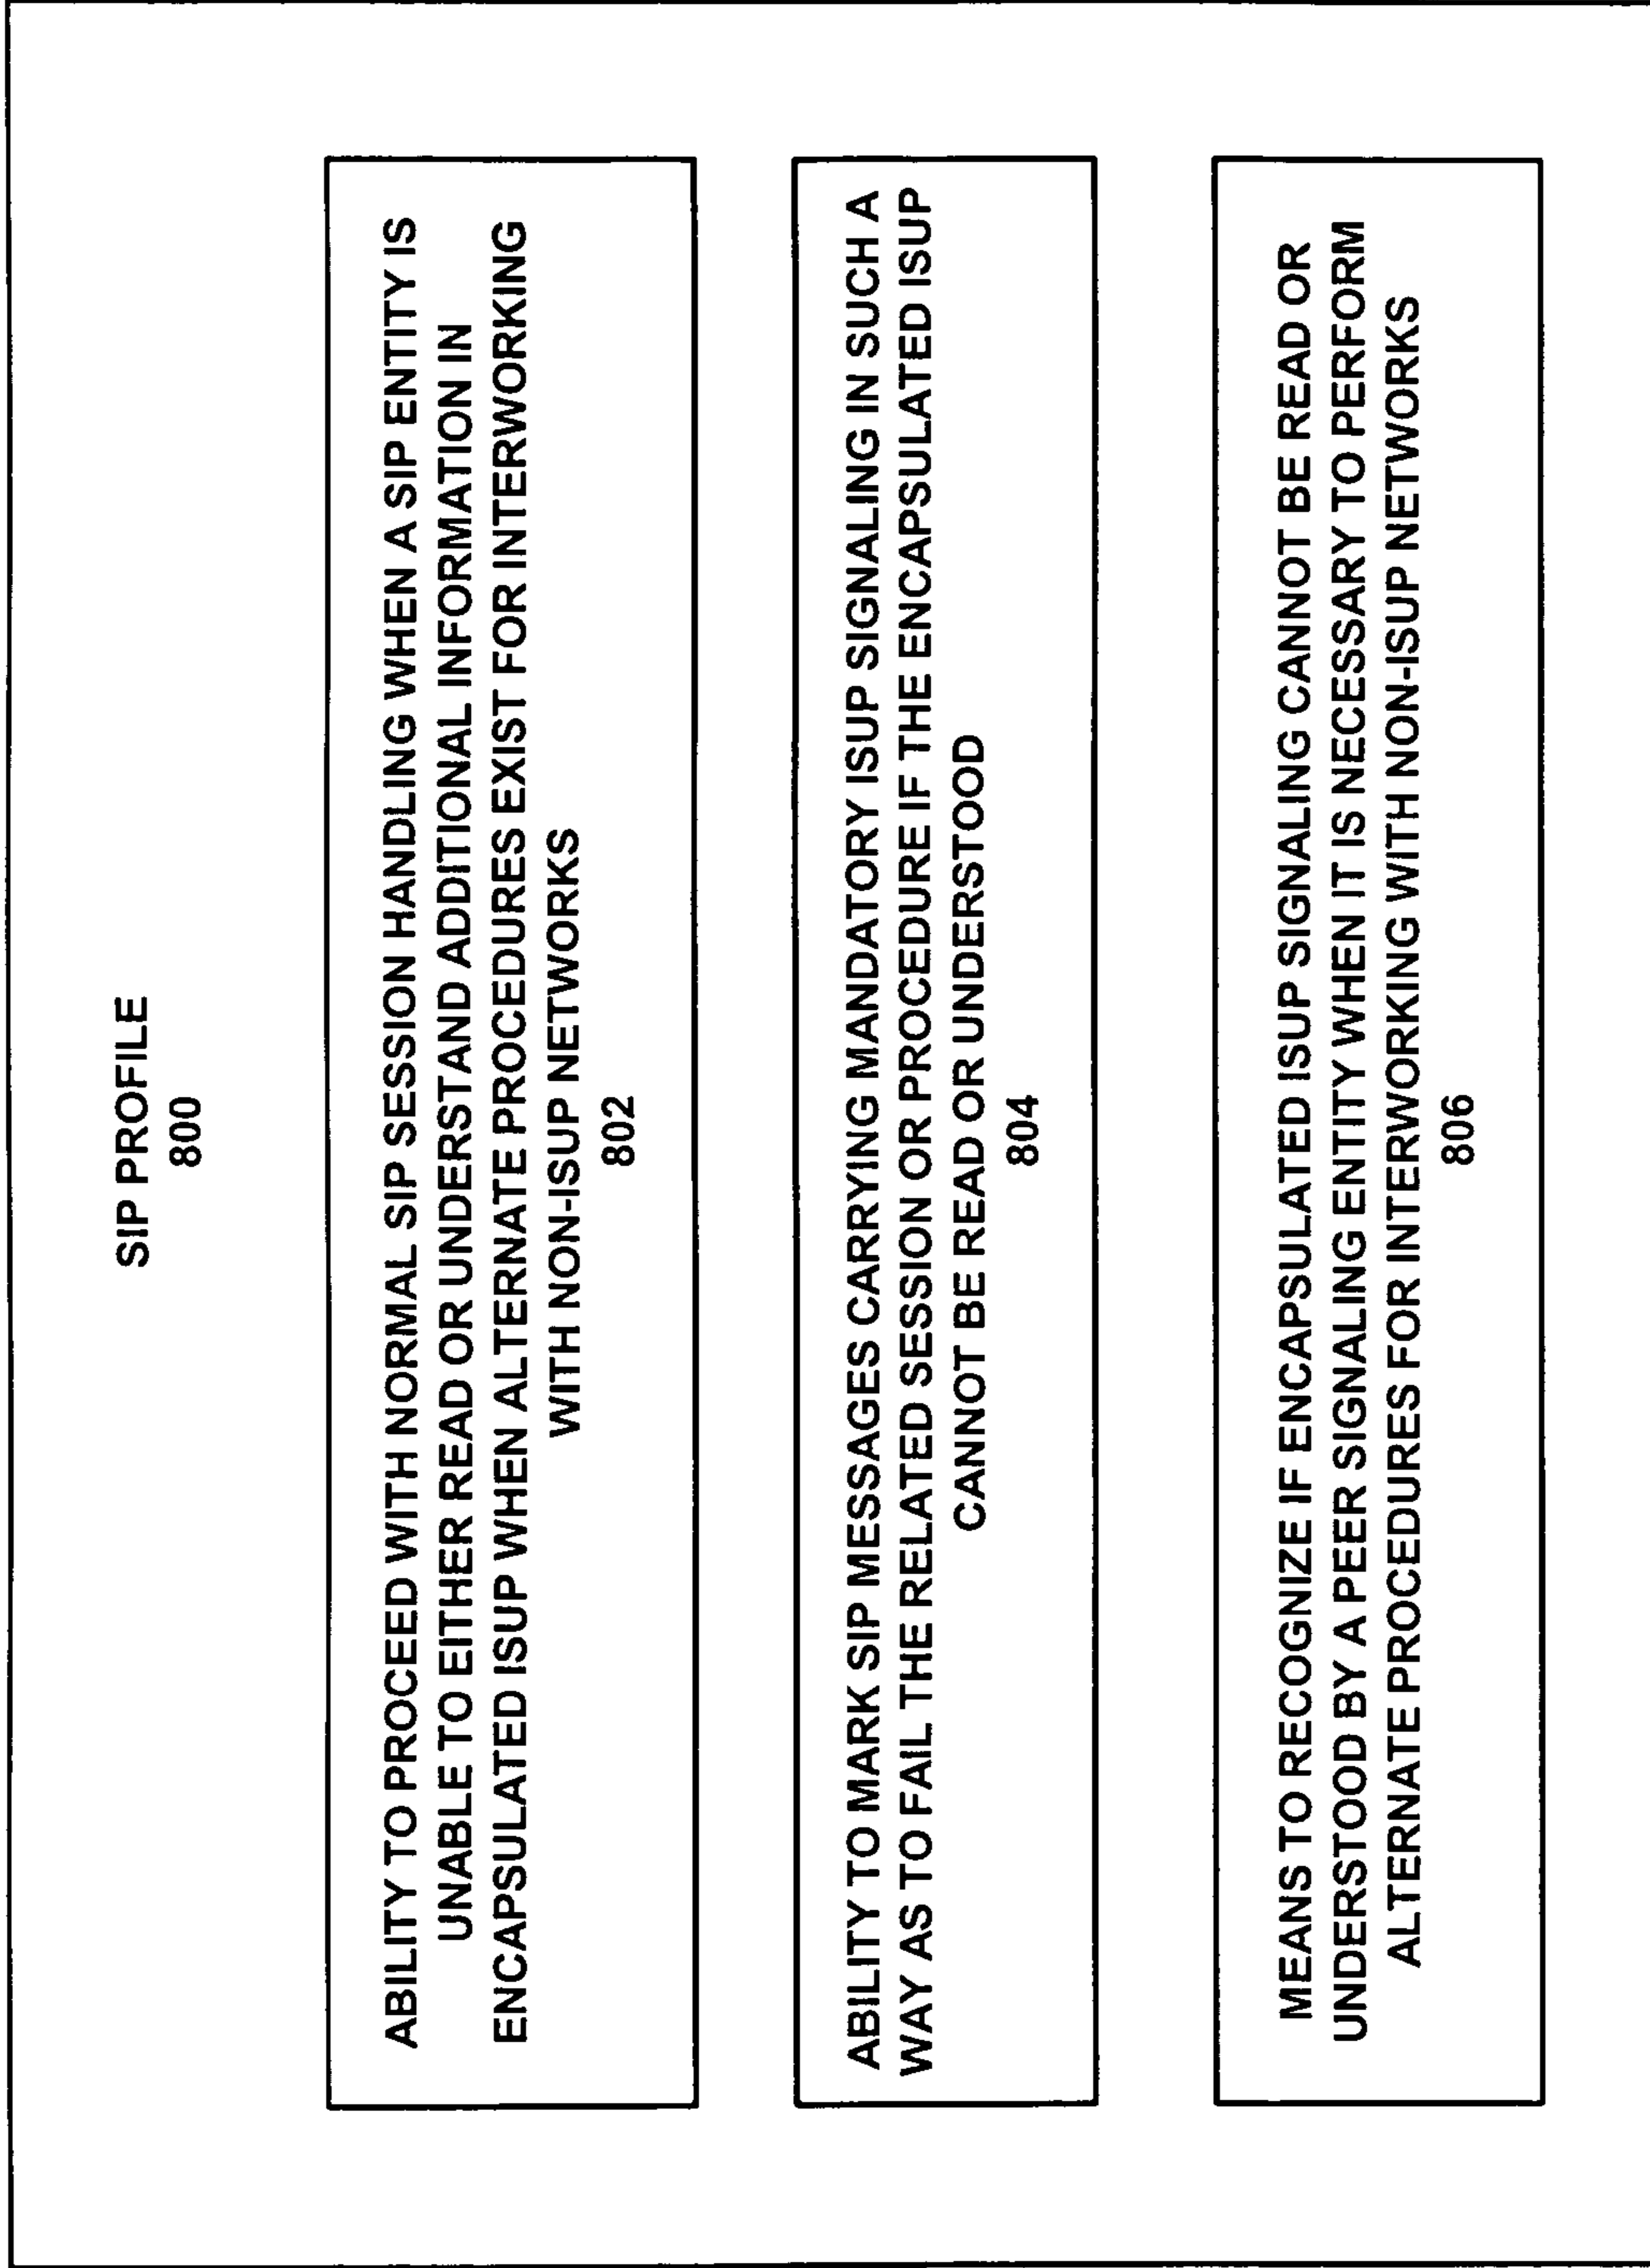 SIP PROFILE
800
ABILITY TO PROCEED WITH NORMAL SIP SESSION HANDLING WHEN A SIP ENTITY IS
UNABLE TO EITHER READ OR UNDERSTAND ADDITIONAL INFORMATION IN
ENCAPSULATED ISUP WHEN ALTERNATE PROCEDURES EXIST FOR INTERWORKING
WITH NON-ISUP NETWORKS
802
ABILITY TO MARK SIP MESSAGES CARRYING MANDATORY ISUP SIGNALING IN SUCH A
WAY AS TO FAIL THE RELATED SESSION OR PROCEDURE IF THE ENCAPSULATED ISUP
CANNOT BE READ OR UNDERSTOOD
804
MEANS TO RECOGNIZE IF ENCAPSULATED ISUP SIGNALING CANNOT BE READ OR
UNDERSTOOD BY A PEER SIGNALING ENTITY WHEN IT IS NECESSARY TO PERFORM
ALTERNATE PROCEDURES FOR INTERWORKING WITH NON-ISUP NETWORKS
806